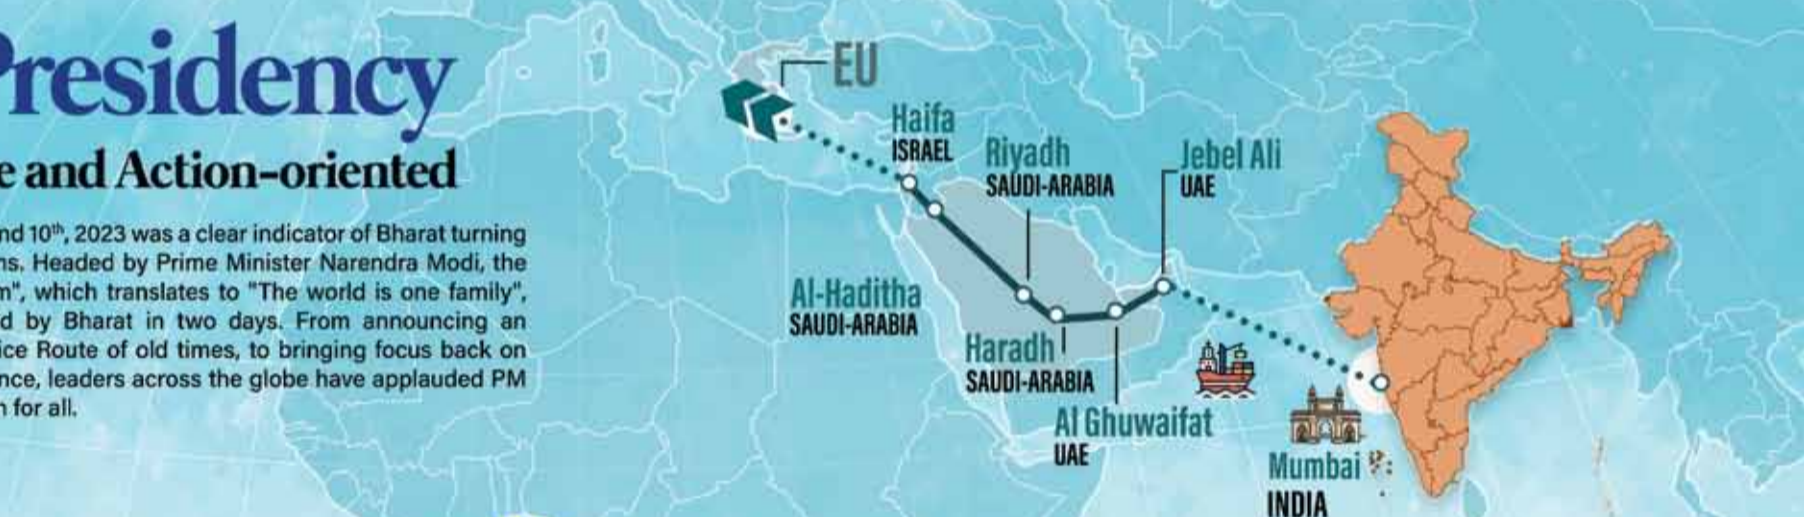 Presidency
e and Action-oriented
nd 10th, 2023 was a clear indicator of Bharat turning
ns. Headed by Prime Minister Narendra Modi, the
m", which translates to "The world is one family",
d by Bharat in two days. From announcing an
ice Route of old times, to bringing focus back on
nce, leaders across the globe have applauded PM
n for all.
EU
Haifa
ISRAEL
Riyadh
SAUDI-ARABIA
Jebel Ali
UAE
Al-Haditha
SAUDI-ARABIA
Haradh
SAUDI-ARABIA
Al Ghuwaifat
UAE
Mumbai
INDIA